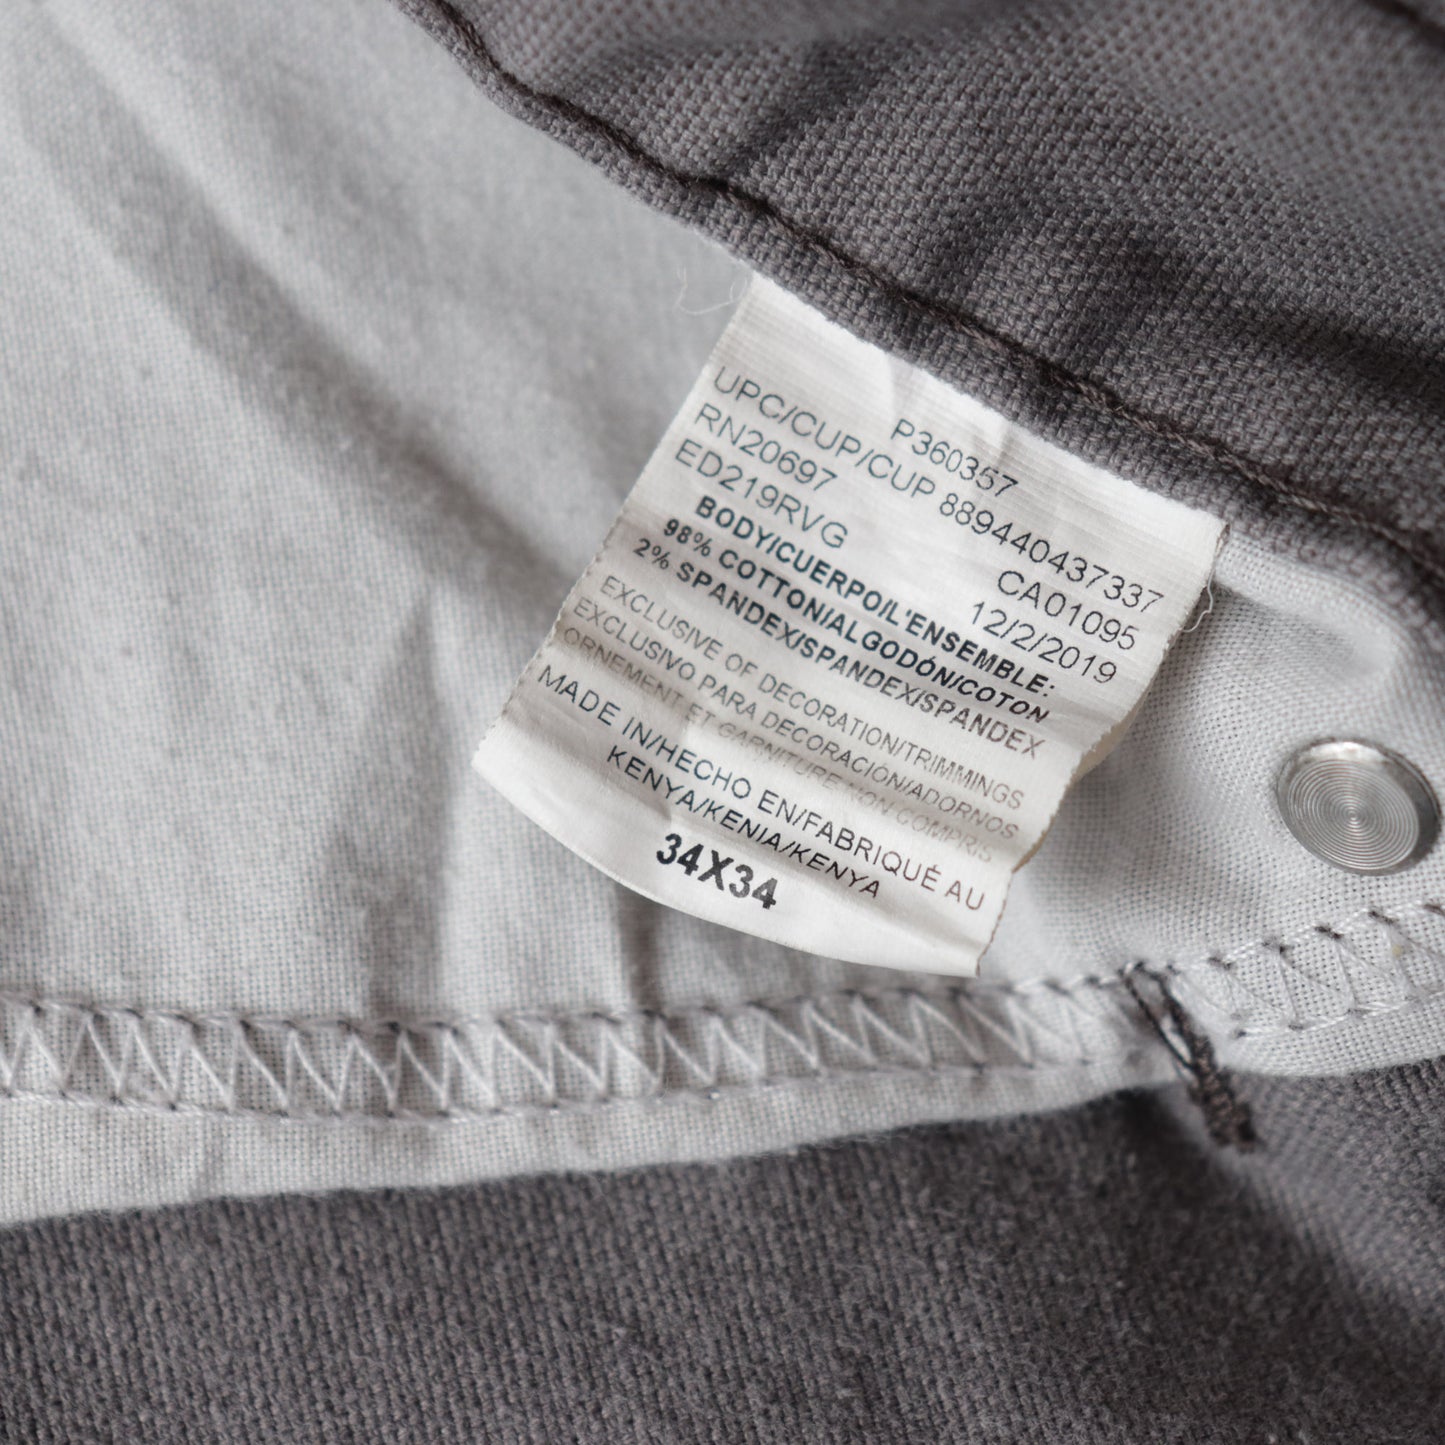 P360357
UPC/CUP/CUP 889440437337
RN20697 CA01095
ED219RVG 12/2/2019
BODY/CUERPO/L'ENSEMBLE:
98% COTTON/ALGODÓN/COTON
2% SPANDEX/SPANDEX/SPANDEX
EXCLUSIVE OF DECORATION/TRIMMINGS
EXCLUSIVO PARA DECORACIÓN/ADORNOS
ORNEMENT ET GARNITURE NON COMPRIS
MADE IN/HECHO EN/FABRIQUÉ AU
KENYA/KENIA/KENYA
34X34